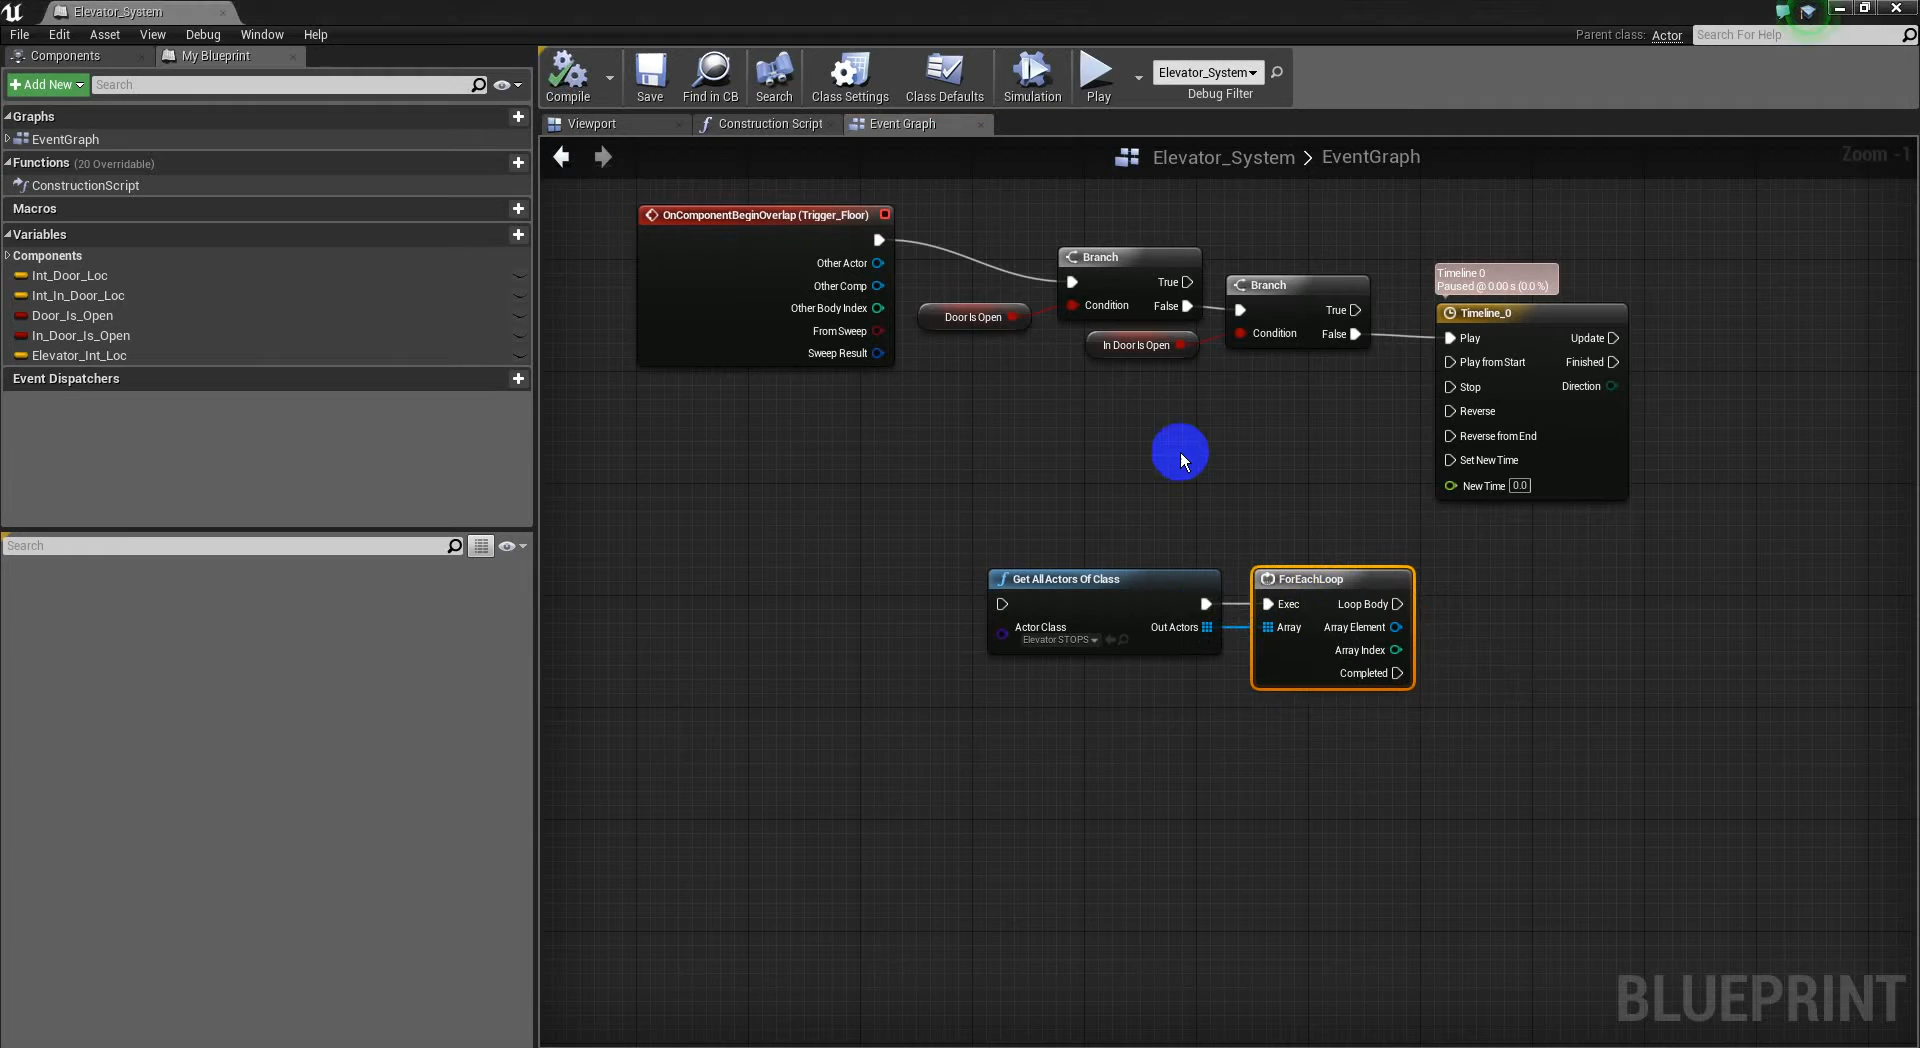 Elevator_System
File Edit Asset View Debug Window Help
Parent class: Actor
Search For Help
Components
My Blueprint
Add New
Search
Compile
Save
Find in CB
Search
Class Settings
Class Defaults
Simulation
Play
Elevator_System
Debug Filter
Graphs
EventGraph
Functions (20 Overridable)
ConstructionScript
Macros
Variables
Components
Int_Door_Loc
Int_In_Door_Loc
Door_Is_Open
In_Door_Is_Open
Elevator_Int_Loc
Event Dispatchers
Search
Viewport
Construction Script
Event Graph
Elevator_System > EventGraph
Zoom -1
OnComponentBeginOverlap (Trigger_Floor)
Other Actor
Other Comp
Other Body Index
From Sweep
Sweep Result
Door Is Open
Branch
True
Condition False
In Door Is Open
Branch
True
Condition False
Timeline 0
Paused @ 0.00 s (0.0 %)
Timeline_0
Play Update
Play from Start Finished
Stop Direction
Reverse
Reverse from End
Set New Time
New Time 0.0
Get All Actors Of Class
Actor Class Out Actors
Elevator STOPS
ForEachLoop
Exec Loop Body
Array Array Element
Array Index
Completed
BLUEPRINT